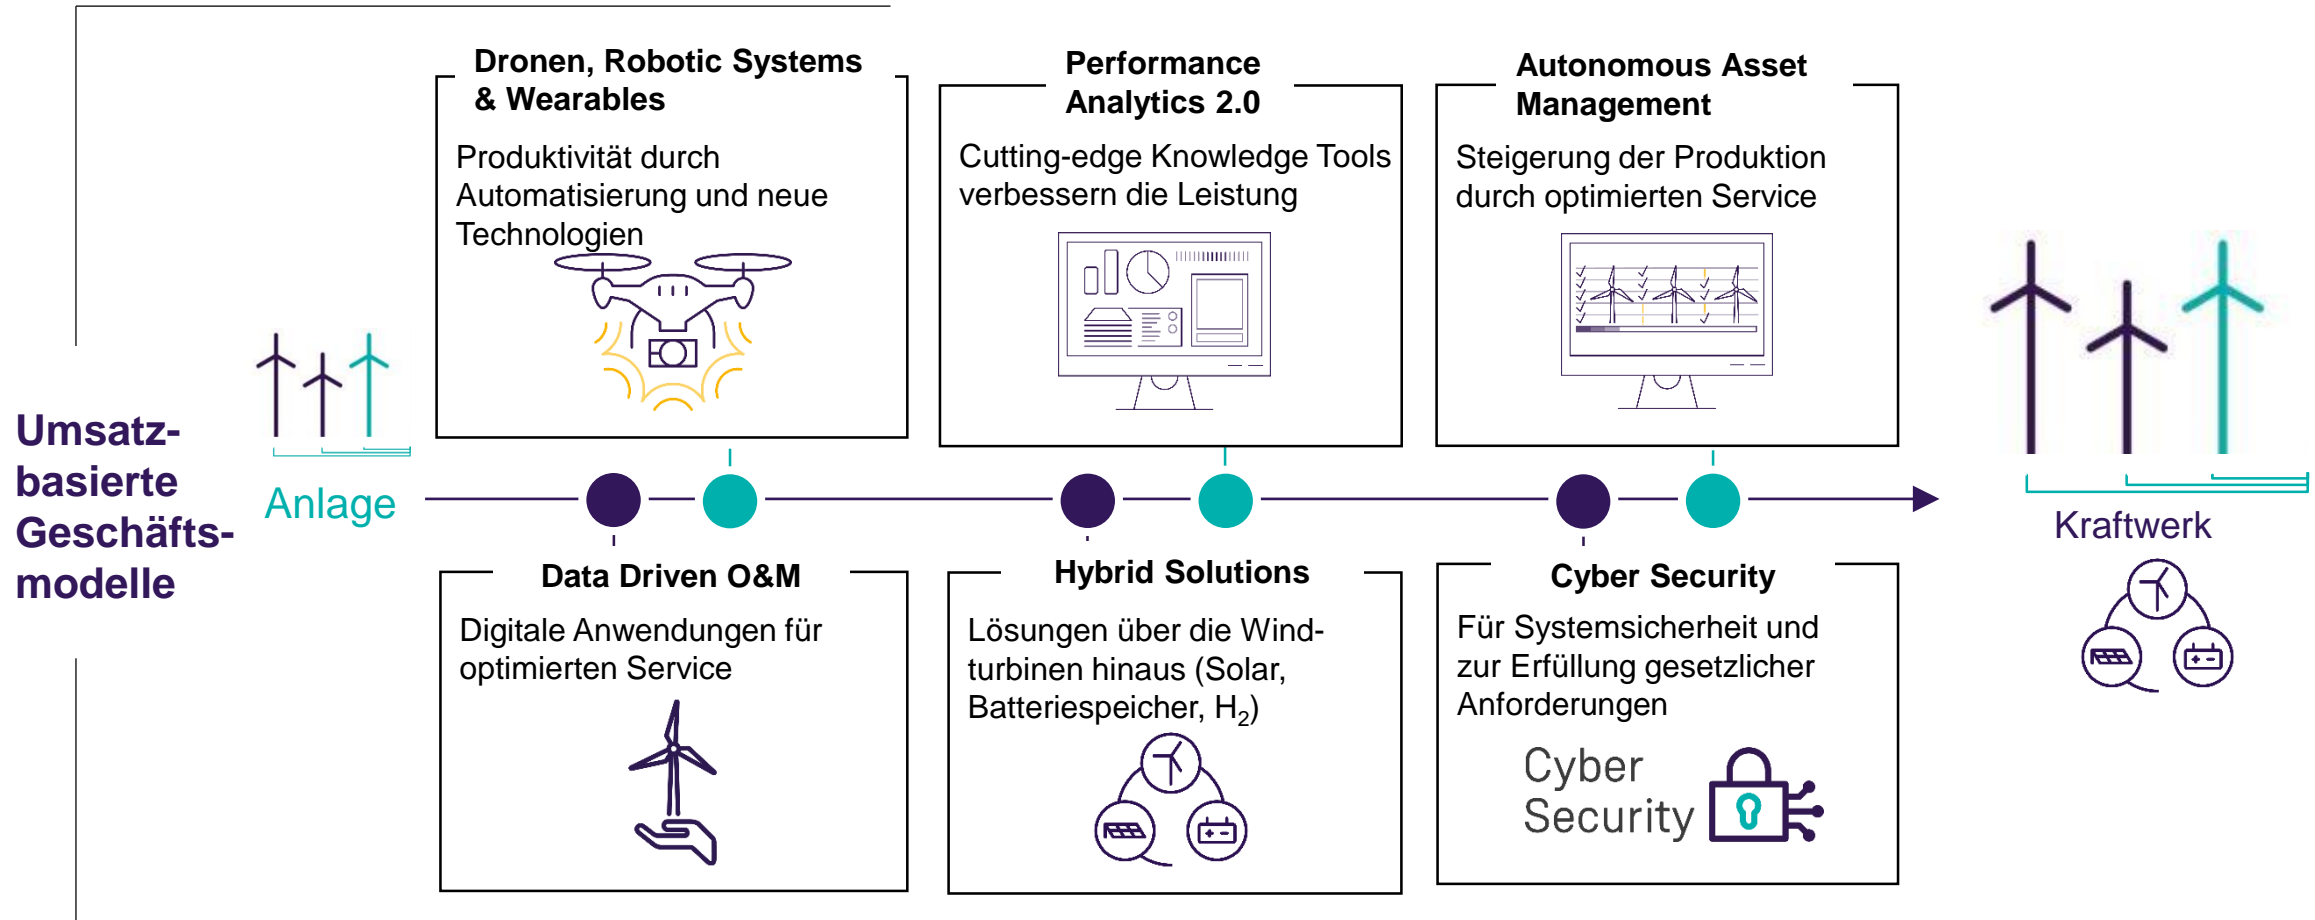 Umsatz-
basierte
Geschäfts-
modelle
Anlage
Dronen, Robotic Systems
& Wearables
Produktivität durch
Automatisierung und neue
Technologien
Performance
Analytics 2.0
Cutting-edge Knowledge Tools
verbessern die Leistung
Autonomous Asset
Management
Steigerung der Produktion
durch optimierten Service
Data Driven O&M
Digitale Anwendungen für
optimierten Service
Hybrid Solutions
Lösungen über die Wind-
turbinen hinaus (Solar,
Batteriespeicher, H₂)
Cyber Security
Für Systemsicherheit und
zur Erfüllung gesetzlicher
Anforderungen
Cyber
Security
Kraftwerk